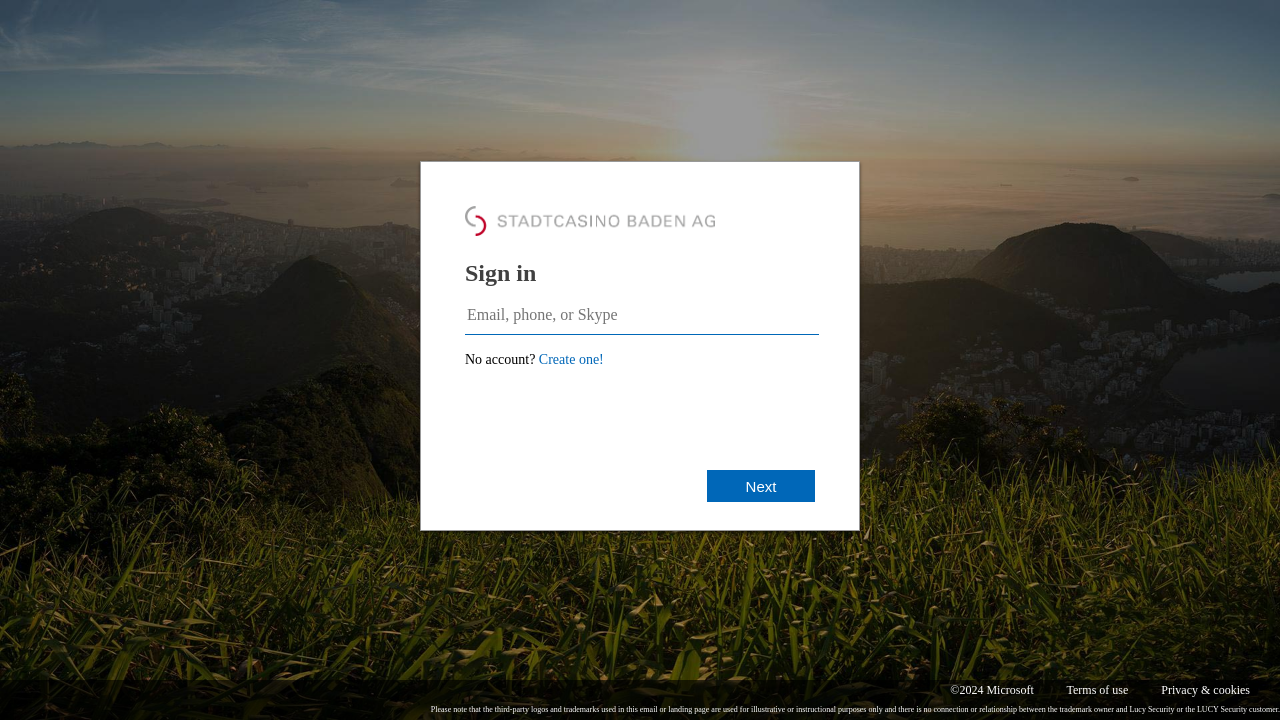 STADTCASINO BADEN AG
Sign in
Email, phone, or Skype
No account? Create one!
Next
©2024 Microsoft Terms of use Privacy & cookies
Please note that the third-party logos and trademarks used in this email or landing page are used for illustrative or instructional purposes only and there is no connection or relationship between the trademark owner and Lucy Security or the LUCY Security customer.